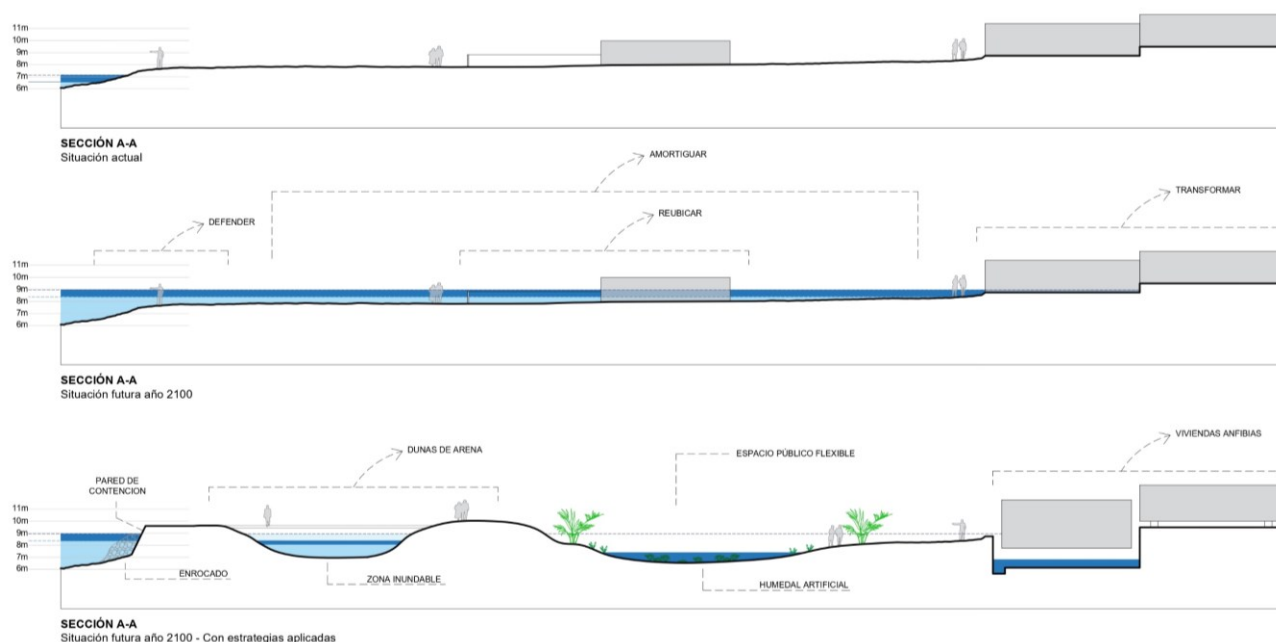 11m
10m
9m
8m
7m
6m
SECCIÓN A-A
Situación actual
AMORTIGUAR
TRANSFORMAR
REUBICAR
DEFENDER
11m
10m
9m
8m
7m
6m
SECCIÓN A-A
Situación futura año 2100
VIVIENDAS ANFIBIAS
DUNAS DE ARENA
ESPACIO PÚBLICO FLEXIBLE
PARED DE
CONTENCION
11m
10m
9m
8m
7m
6m
ENROCADO
ZONA INUNDABLE
HUMEDAL ARTIFICIAL
SECCIÓN A-A
Situación futura año 2100 - Con estrategias aplicadas